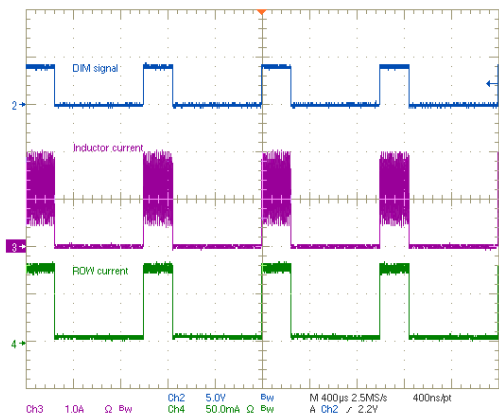 DIM signal
2
Inductor current
3
ROW current
4
Ch2 5.0V Bw M 400µs 2.5MS/s 400ns/pt
Ch3 1.0A Ω Bw Ch4 50.0mA Ω Bw A Ch2 / 2.2V